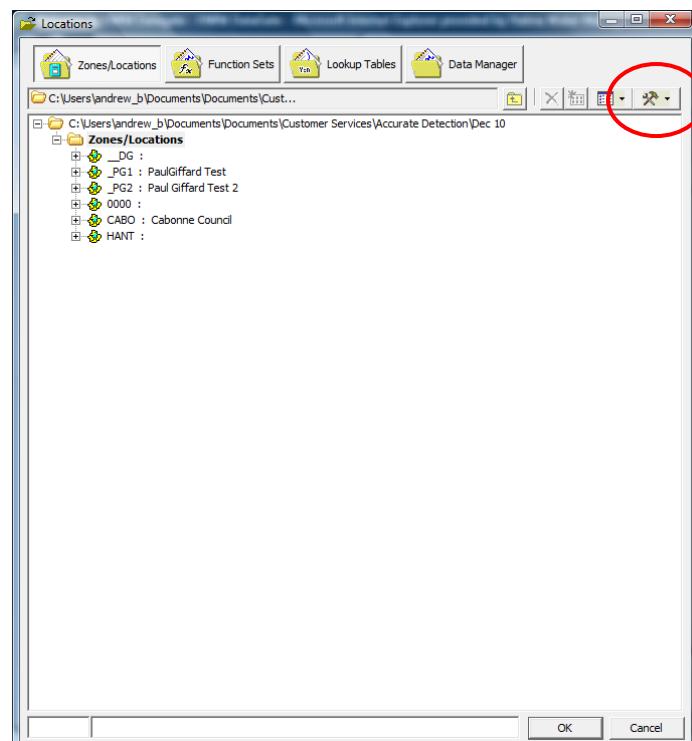 Locations
Zones/Locations Function Sets Lookup Tables Data Manager
C:\Users\andrew_b\Documents\Documents\Cust...
C:\Users\andrew_b\Documents\Documents\Customer Services\Accurate Detection\Dec 10
Zones/Locations
__DG :
_PG1 : PaulGiffard Test
_PG2 : Paul Giffard Test 2
0000 :
CABO : Cabonne Council
HANT :
OK Cancel